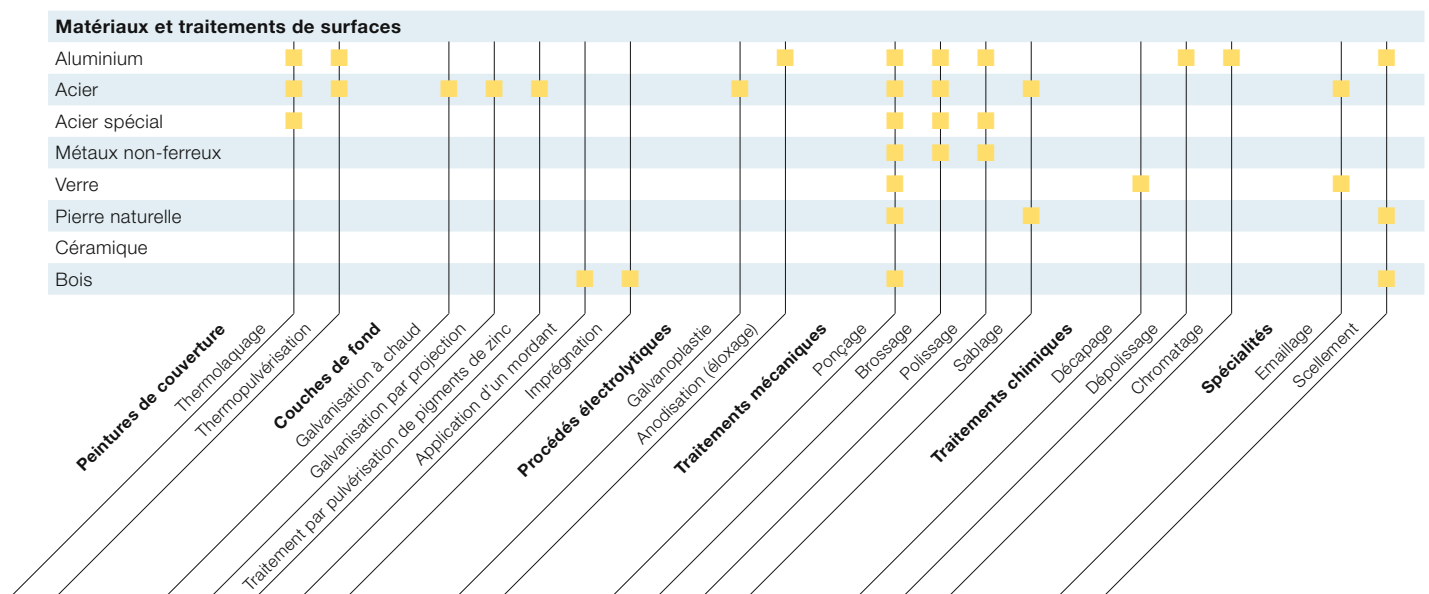 Matériaux et traitements de surfaces
Aluminium
Acier
Acier spécial
Métaux non-ferreux
Verre
Pierre naturelle
Céramique
Bois
Peintures de couverture
Thermolaquage
Thermopulvérisation
Couches de fond
Galvanisation à chaud
Galvanisation par projection
Traitement par pulvérisation de pigments de zinc
Application d'un mordant
Imprégnation
Procédés électrolytiques
Galvanoplastie
Anodisation (éloxage)
Traitements mécaniques
Ponçage
Brossage
Polissage
Sablage
Traitements chimiques
Décapage
Dépolissage
Chromatage
Spécialités
Emaillage
Scellement